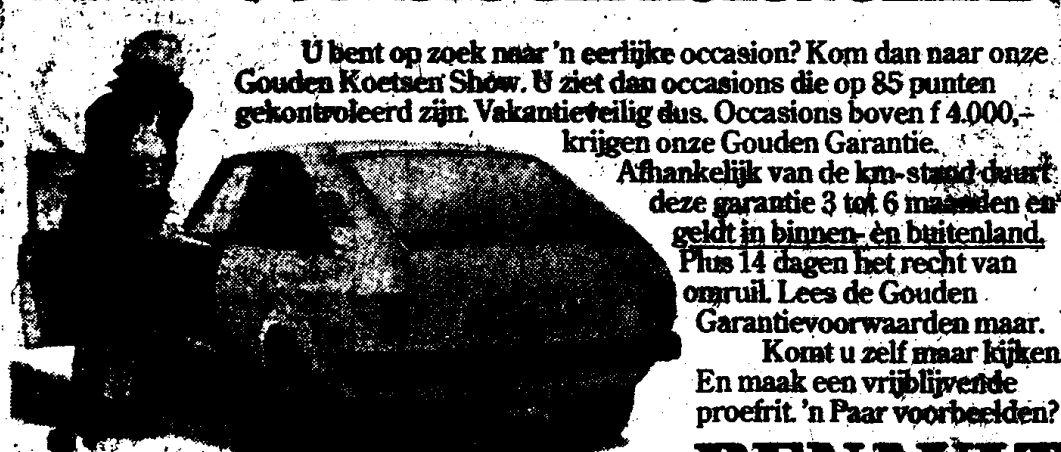 U bent op zoek naar 'n eerlijke occasion? Kom dan naar onze
Gouden Koetsen Show. U ziet dan occasions die op 85 punten
gekontroleerd zijn. Vakantieveilig dus. Occasions boven f 4.000,-
krijgen onze Gouden Garantie.
Afhankelijk van de km-stand duurt
deze garantie 3 tot 6 maanden en
geldt in binnen- èn buitenland.
Plus 14 dagen het recht van
omruil. Lees de Gouden
Garantievoorwaarden maar.
Komt u zelf maar kijken
En maak een vrijblijvende
proefrit. 'n Paar voorbeelden?